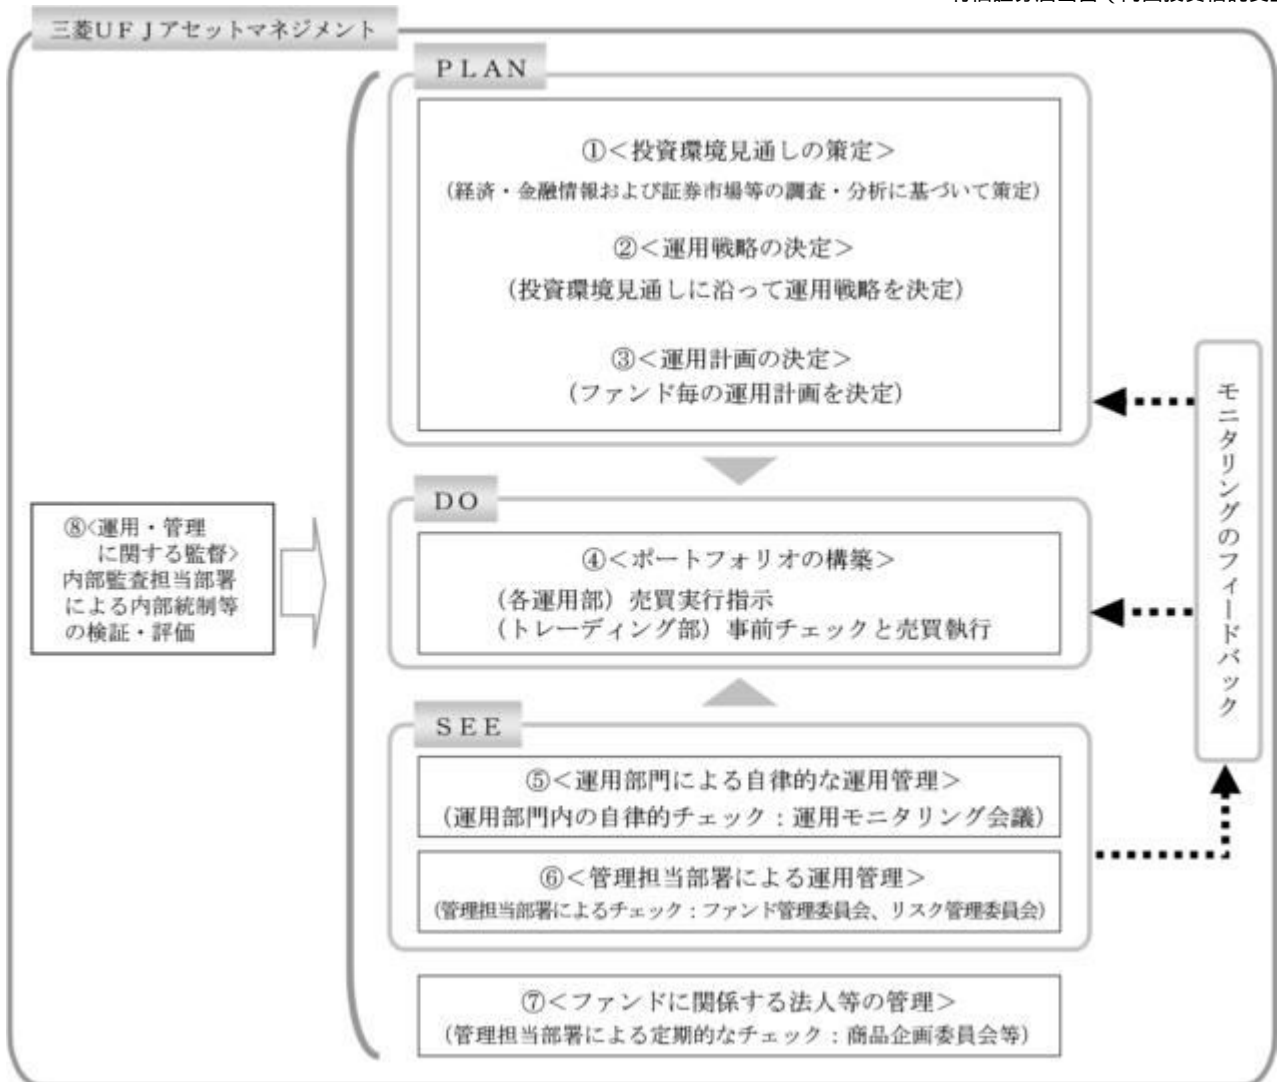 三菱UFJアセットマネジメント
PLAN
①<投資環境見通しの策定>
(経済・金融情報および証券市場等の調査・分析に基づいて策定)
②<運用戦略の決定>
(投資環境見通しに沿って運用戦略を決定)
③<運用計画の決定>
(ファンド毎の運用計画を決定)
DO
④<ポートフォリオの構築>
(各運用部)売買実行指示
(トレーディング部)事前チェックと売買執行
SEE
⑤<運用部門による自律的な運用管理>
(運用部門内の自律的チェック:運用モニタリング会議)
⑥<管理担当部署による運用管理>
(管理担当部署によるチェック:ファンド管理委員会、リスク管理委員会)
⑦<ファンドに関係する法人等の管理>
(管理担当部署による定期的なチェック:商品企画委員会等)
⑧<運用・管理
に関する監督>
内部監査担当部署
による内部統制等
の検証・評価
モニタリングのフィードバック